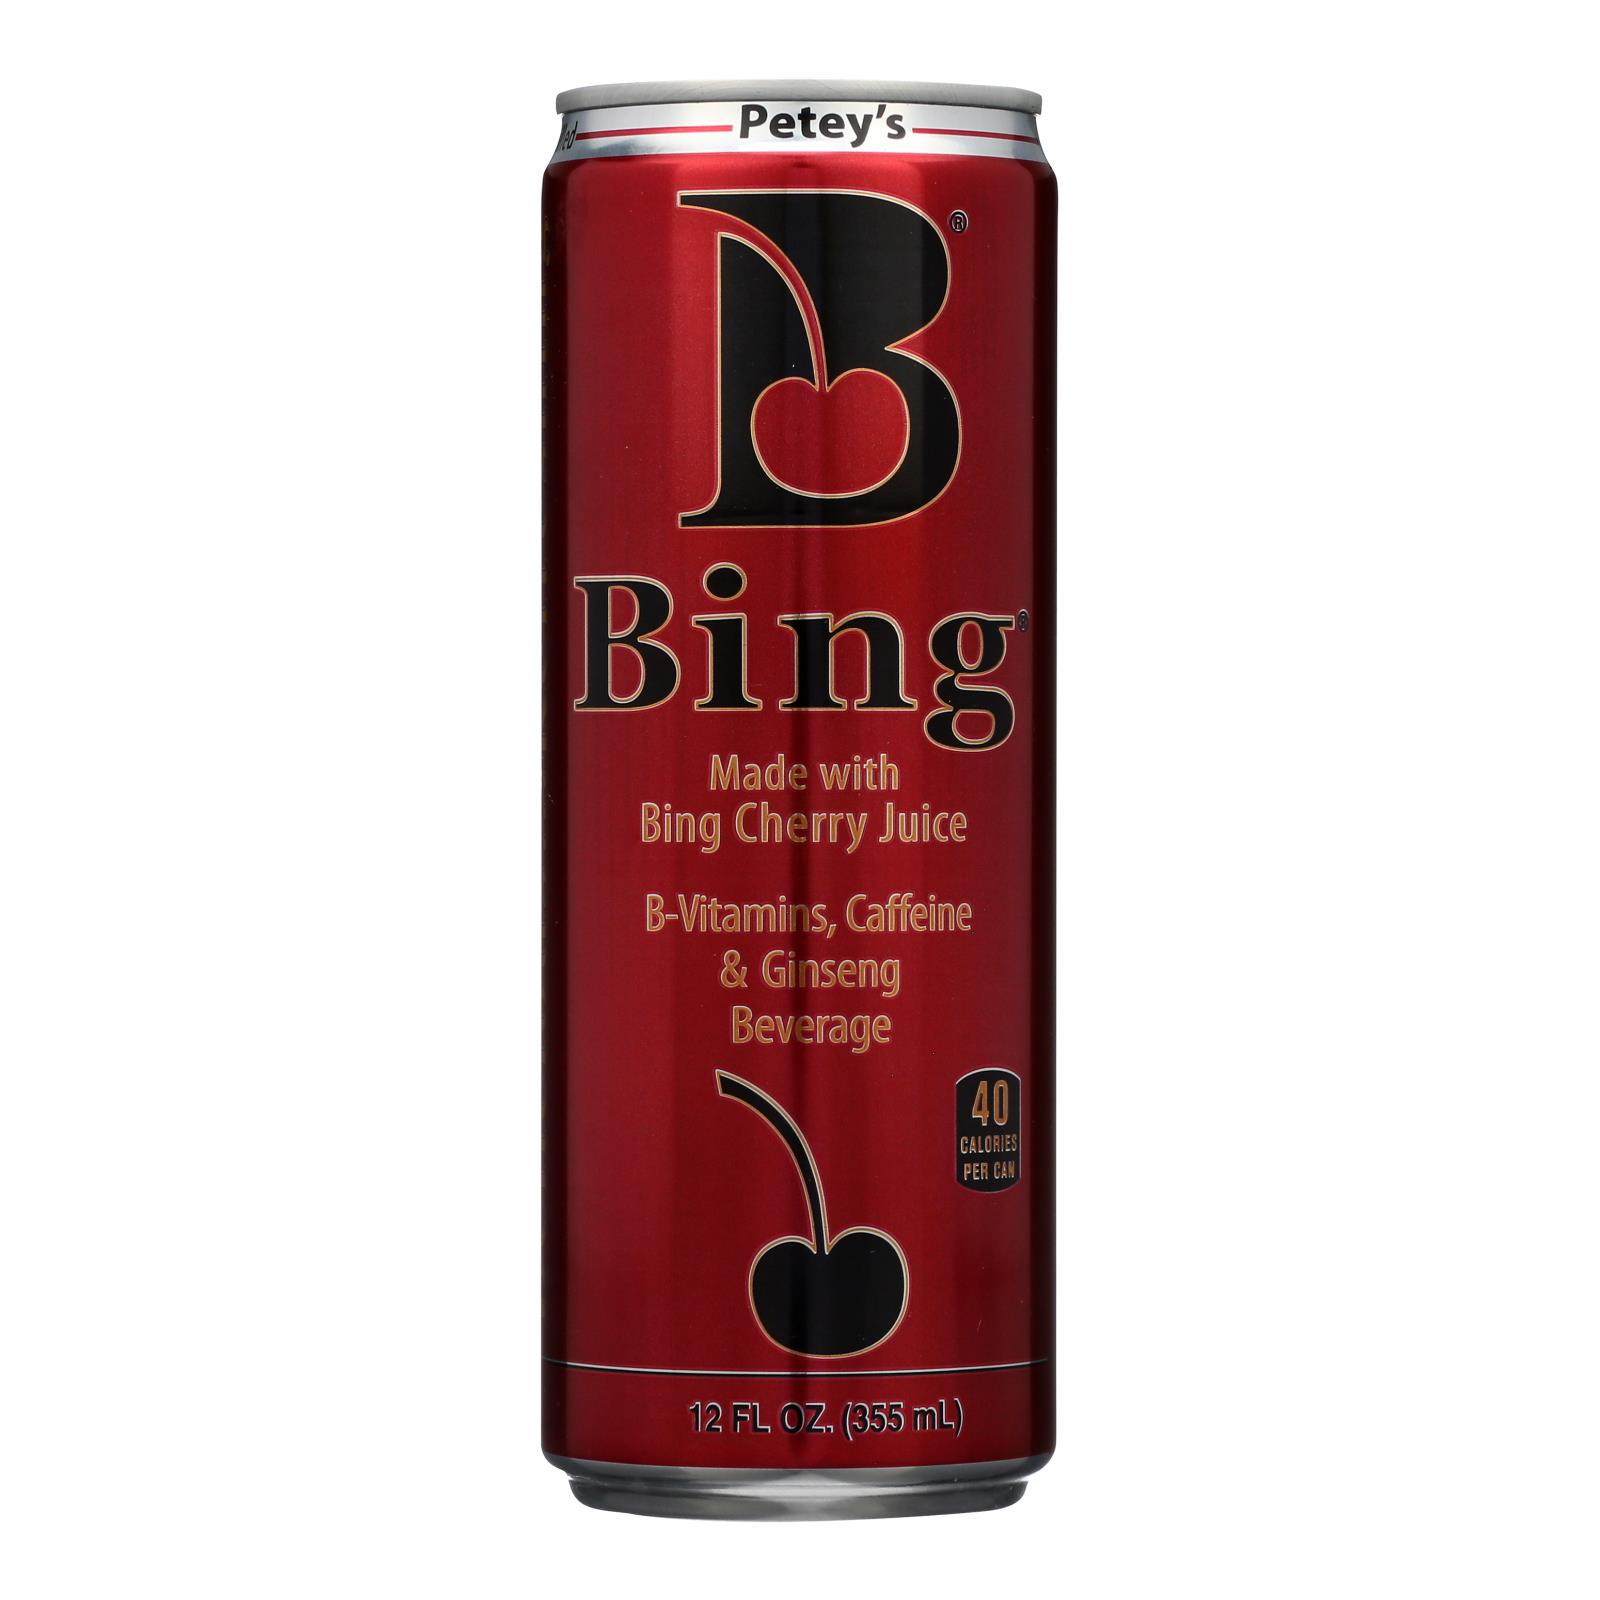 Petey's
B®
Bing®
Made with
Bing Cherry Juice
B-Vitamins, Caffeine
& Ginseng
Beverage
40
CALORIES
PER CAN
12 FL OZ. (355 mL)